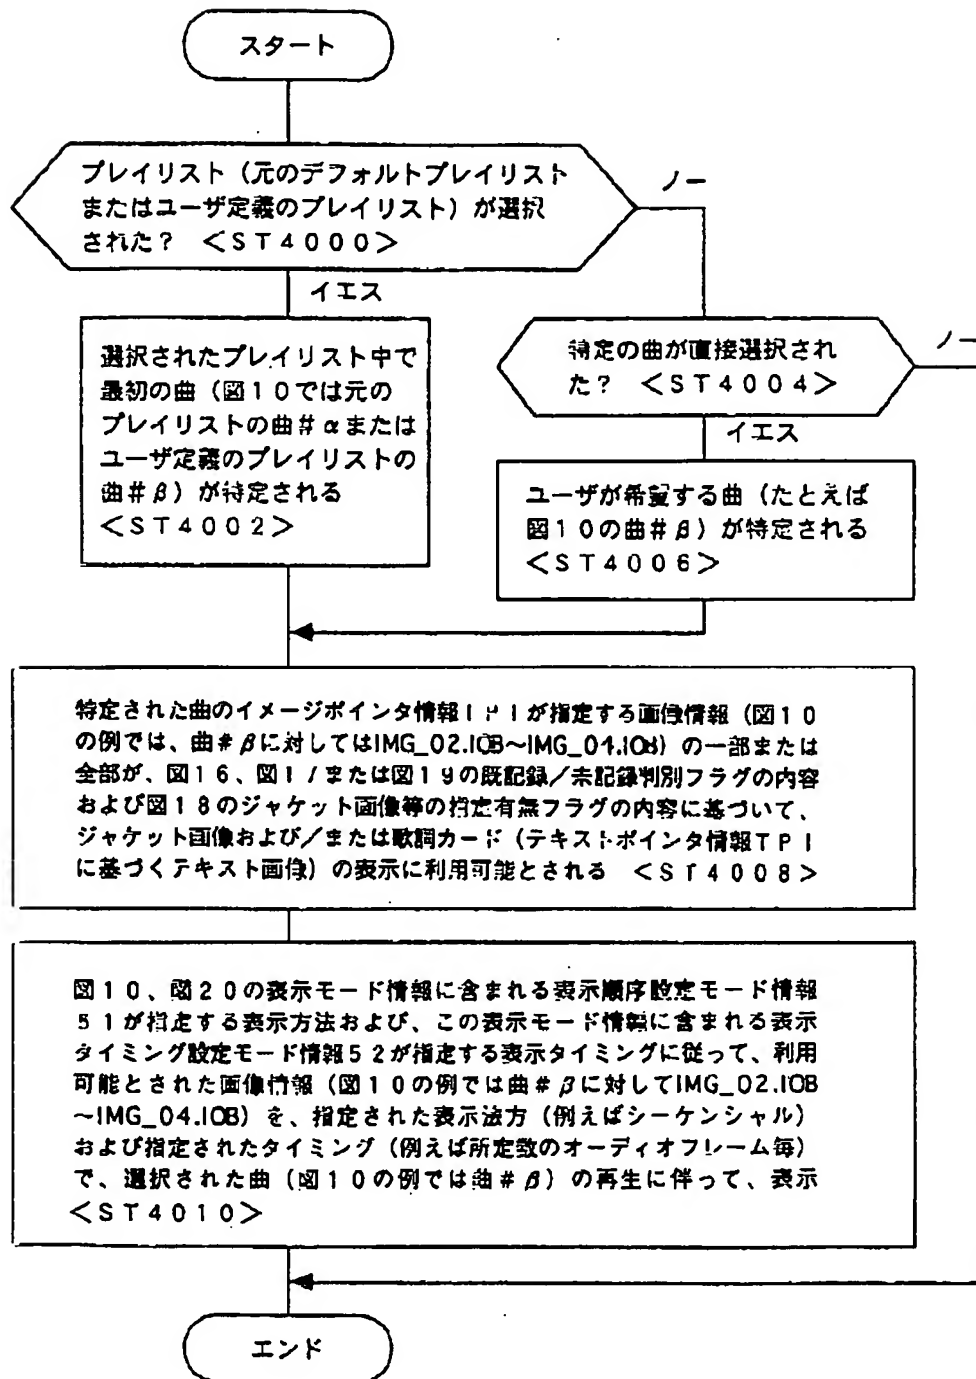 スタート
プレイリスト（元のデフォルトプレイリスト
またはユーザ定義のプレイリスト）が選択
された？ ＜ＳＴ４０００＞
ノー
イエス
選択されたプレイリスト中で
最初の曲（図１０では元の
プレイリストの曲＃αまたは
ユーザ定義のプレイリストの
曲＃β）が特定される
＜ＳＴ４００２＞
特定の曲が直接選択され
た？ ＜ＳＴ４００４＞
ノー
イエス
ユーザが希望する曲（たとえば
図１０の曲＃β）が特定される
＜ＳＴ４００６＞
特定された曲のイメージポインタ情報ＩＰＩが指定する画像情報（図１０
の例では、曲＃βに対してはIMG_02.IOB〜IMG_04.IOB）の一部または
全部が、図１６、図１７または図１９の既記録／未記録判別フラグの内容
および図１８のジャケット画像等の指定有無フラグの内容に基づいて、
ジャケット画像および／または歌詞カード（テキストポインタ情報ＴＰＩ
に基づくテキスト画像）の表示に利用可能とされる ＜ＳＴ４００８＞
図１０、図２０の表示モード情報に含まれる表示順序設定モード情報
５１が指定する表示方法および、この表示モード情報に含まれる表示
タイミング設定モード情報５２が指定する表示タイミングに従って、利用
可能とされた画像情報（図１０の例では曲＃βに対してIMG_02.IOB
〜IMG_04.IOB）を、指定された表示法方（例えばシーケンシャル）
および指定されたタイミング（例えば所定数のオーディオフレーム毎）
で、選択された曲（図１０の例では曲＃β）の再生に伴って、表示
＜ＳＴ４０１０＞
エンド